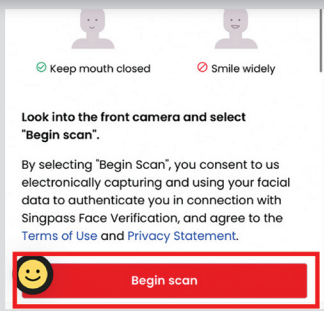 Keep mouth closed
Smile widely
Look into the front camera and select
"Begin scan".
By selecting "Begin Scan", you consent to us
electronically capturing and using your facial
data to authenticate you in connection with
Singpass Face Verification, and agree to the
Terms of Use and Privacy Statement.
Begin scan